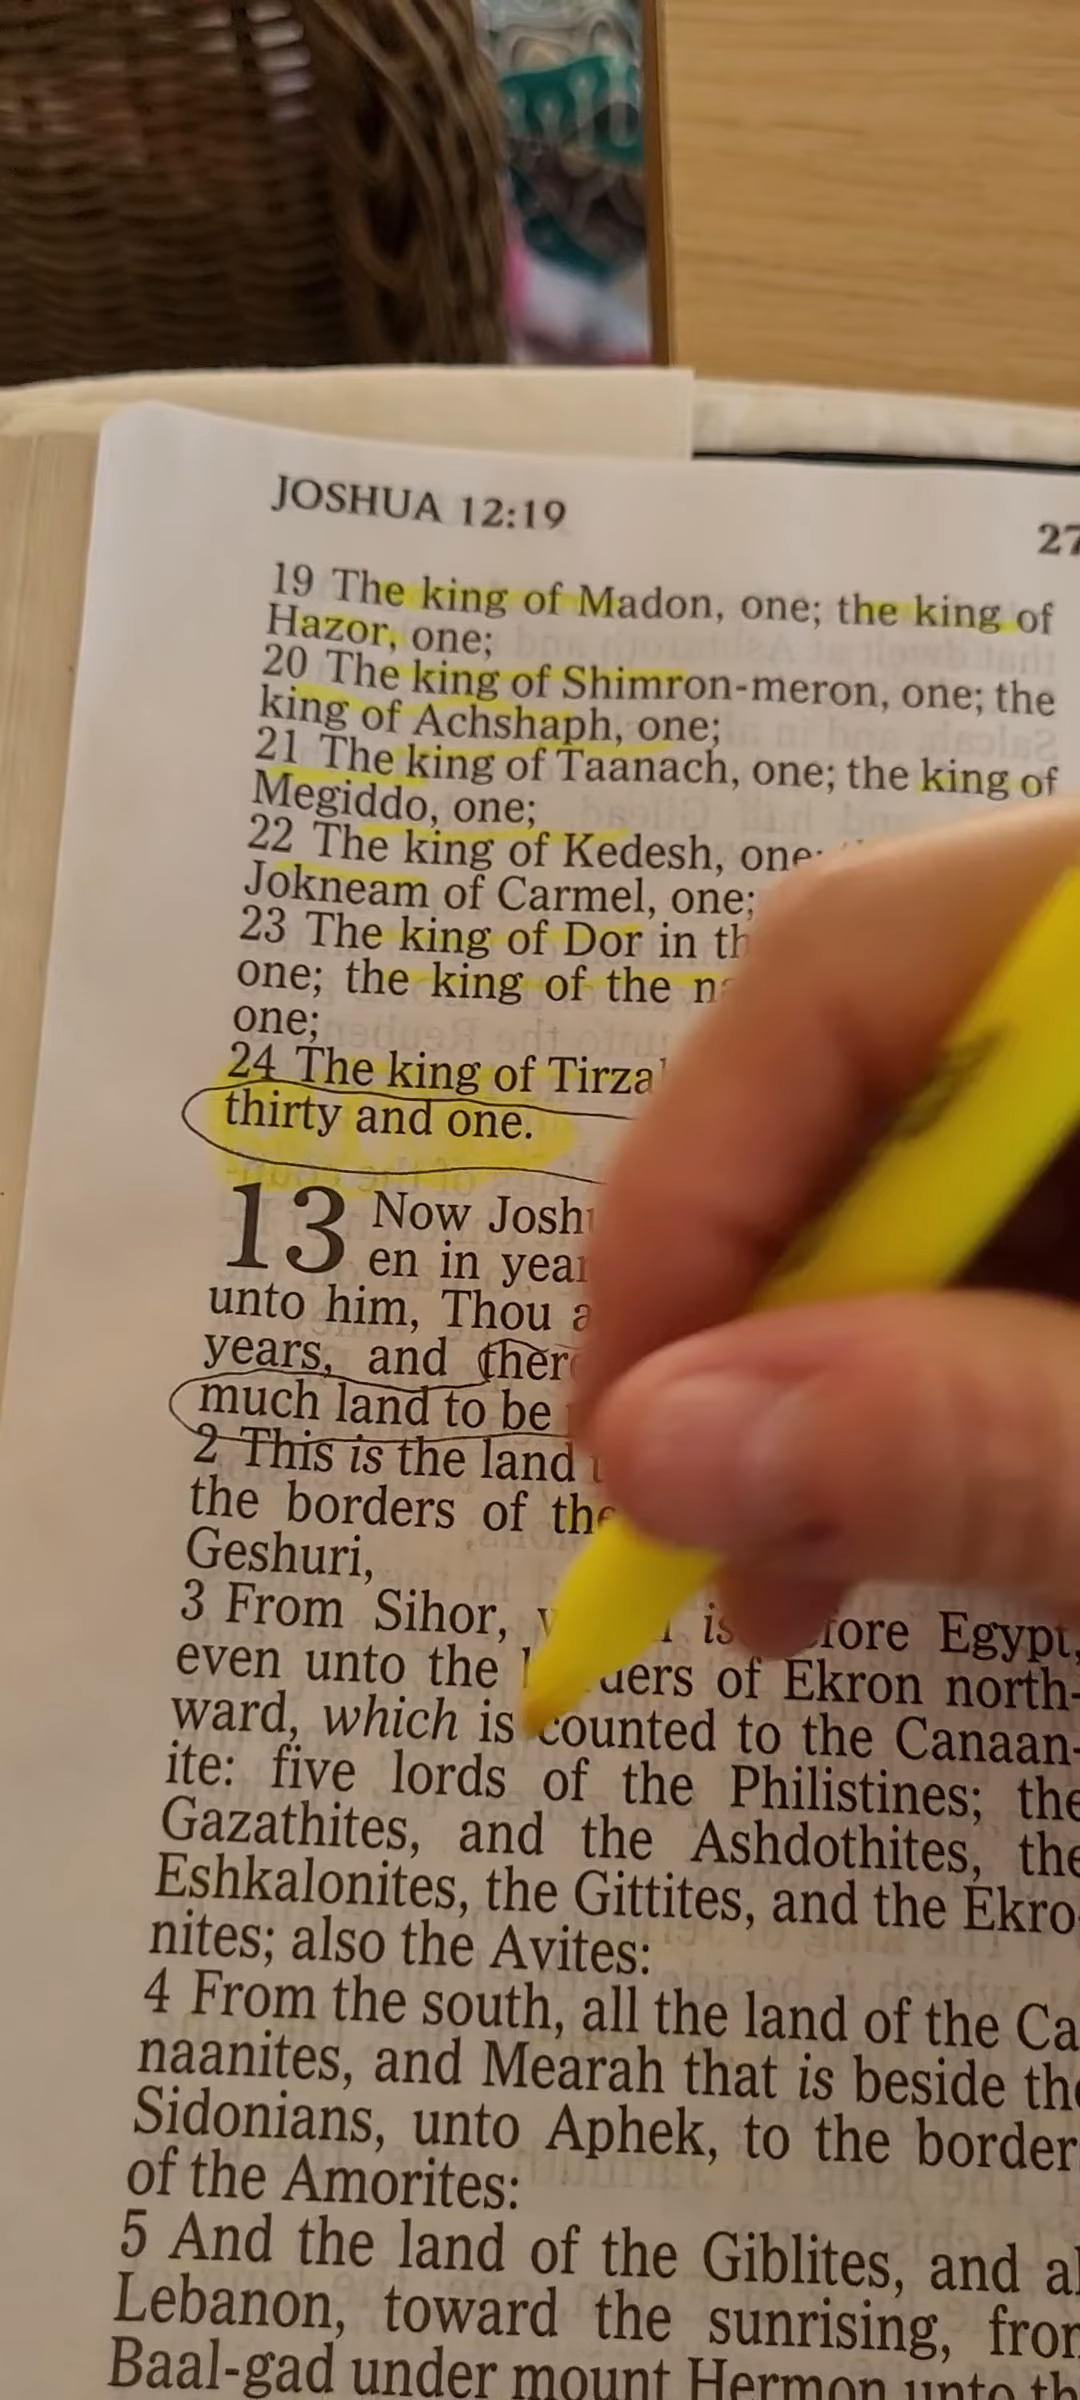 JOSHUA 12:19
27
19 The king of Madon, one; the king of
Hazor, one;
20 The king of Shimron-meron, one; the
king of Achshaph, one;
21 The king of Taanach, one; the king of
Megiddo, one;
22 The king of Kedesh, one;
Jokneam of Carmel, one;
23 The king of Dor in
one; the king of the
one;
24 The king of
thirty and one.
13 Now
en in
unto him, Thou
years, and
much land to be
2 This is the land
the borders of
Geshuri,
3 From Sihor, is Egypt,
even unto the of Ekron north-
ward, which is counted to the Canaan-
ite: five lords of the Philistines; the
Gazathites, and the Ashdothites, the
Eshkalonites, the Gittites, and the Ekro-
nites; also the Avites:
4 From the south, all the land of the Ca-
naanites, and Mearah that is beside the
Sidonians, unto Aphek, to the border
of the Amorites:
5 And the land of the Giblites, and
Lebanon, toward the sunrising,
Baal-gad under mount Hermon unto